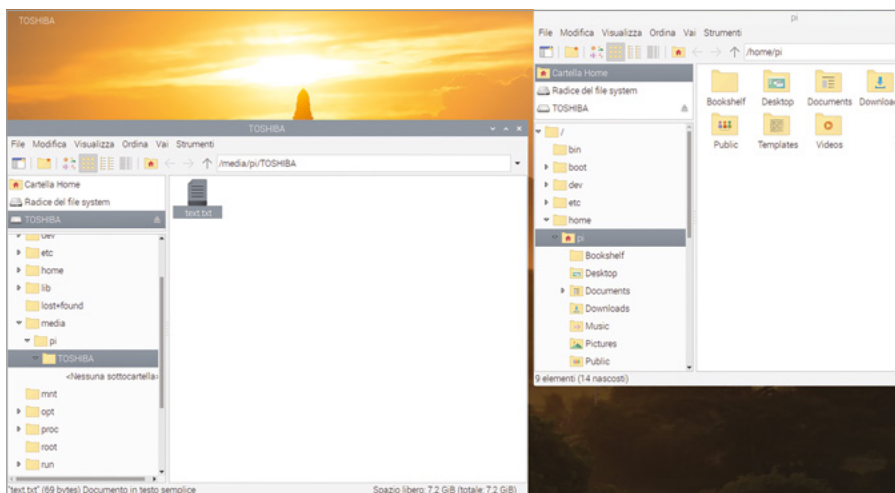 TOSHIBA
TOSHIBA
File Modifica Visualizza Ordina Vai Strumenti
/media/pi/TOSHIBA
Cartella Home
Radice del file system
TOSHIBA
dev
etc
home
lib
lost+found
media
pi
TOSHIBA
<Nessuna sottocartella>
mnt
opt
proc
root
run
text.txt
"text.txt" (69 bytes) Documento in testo semplice
Spazio libero: 7.2 GiB (totale: 7.2 GiB)
pi
File Modifica Visualizza Ordina Vai Strumenti
/home/pi
Cartella Home
Radice del file system
TOSHIBA
/
bin
boot
dev
etc
home
pi
Bookshelf
Desktop
Documents
Downloads
Music
Pictures
Public
Bookshelf Desktop Documents Downloa
Public Templates Videos
9 elementi (14 nascosti)